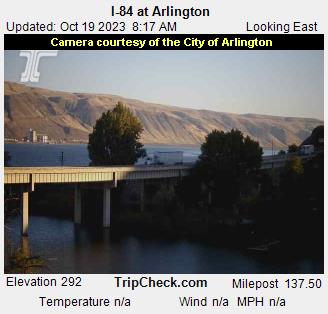 I-84 at Arlington
Updated: Oct 19 2023 8:17 AM Looking East
Camera courtesy of the City of Arlington
Elevation 292 TripCheck.com Milepost 137.50
Temperature n/a Wind n/a MPH n/a